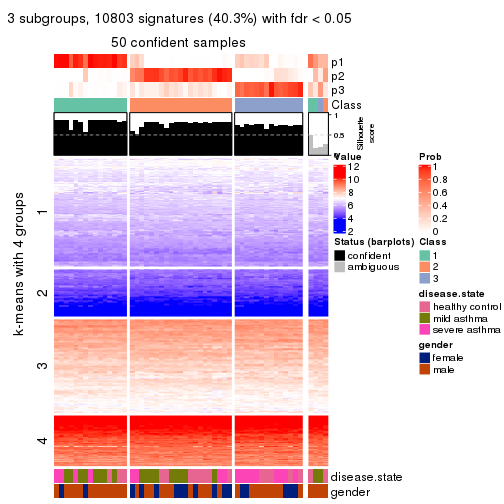 3 subgroups, 10803 signatures (40.3%) with fdr < 0.05
50 confident samples
p1
p2
p3
Class
1
0.5
0
Silhouette
score
k-means with 4 groups
1
2
3
4
disease.state
gender
Value
12
10
8
6
4
2
Status (barplots)
confident
ambiguous
Prob
1
0.8
0.6
0.4
0.2
0
Class
1
2
3
disease.state
healthy control
mild asthma
severe asthma
gender
female
male